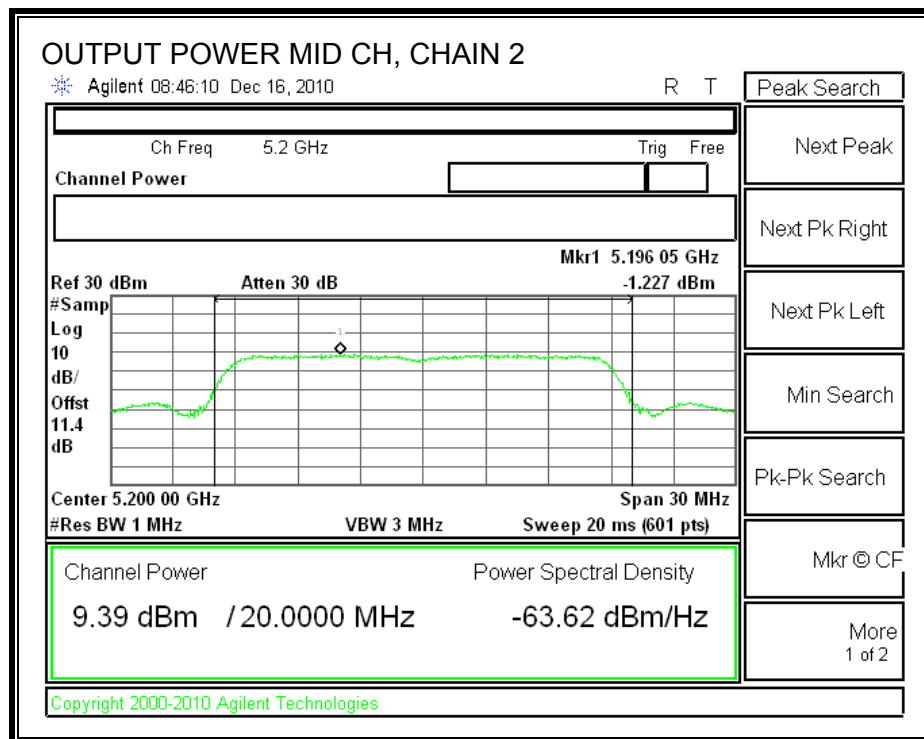 OUTPUT POWER MID CH, CHAIN 2
Agilent 08:46:10 Dec 16, 2010 R T
Peak Search
Ch Freq 5.2 GHz Trig Free
Channel Power
Next Peak
Next Pk Right
Mkr1 5.196 05 GHz
Ref 30 dBm Atten 30 dB -1.227 dBm
#Samp
Log
10
dB/
Offst
11.4
dB
1
Next Pk Left
Min Search
Pk-Pk Search
Center 5.200 00 GHz Span 30 MHz
#Res BW 1 MHz VBW 3 MHz Sweep 20 ms (601 pts)
Channel Power Power Spectral Density
9.39 dBm / 20.0000 MHz -63.62 dBm/Hz
Mkr © CF
More
1 of 2
Copyright 2000-2010 Agilent Technologies